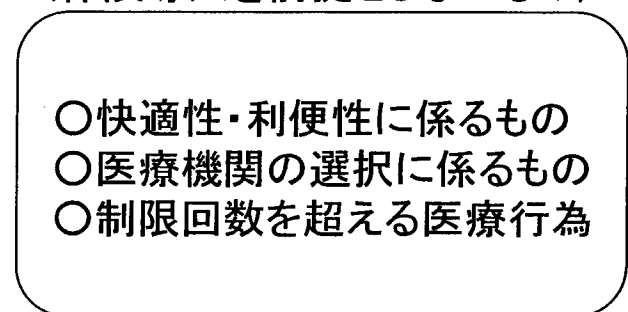 ○快適性・利便性に係るもの
○医療機関の選択に係るもの
○制限回数を超える医療行為